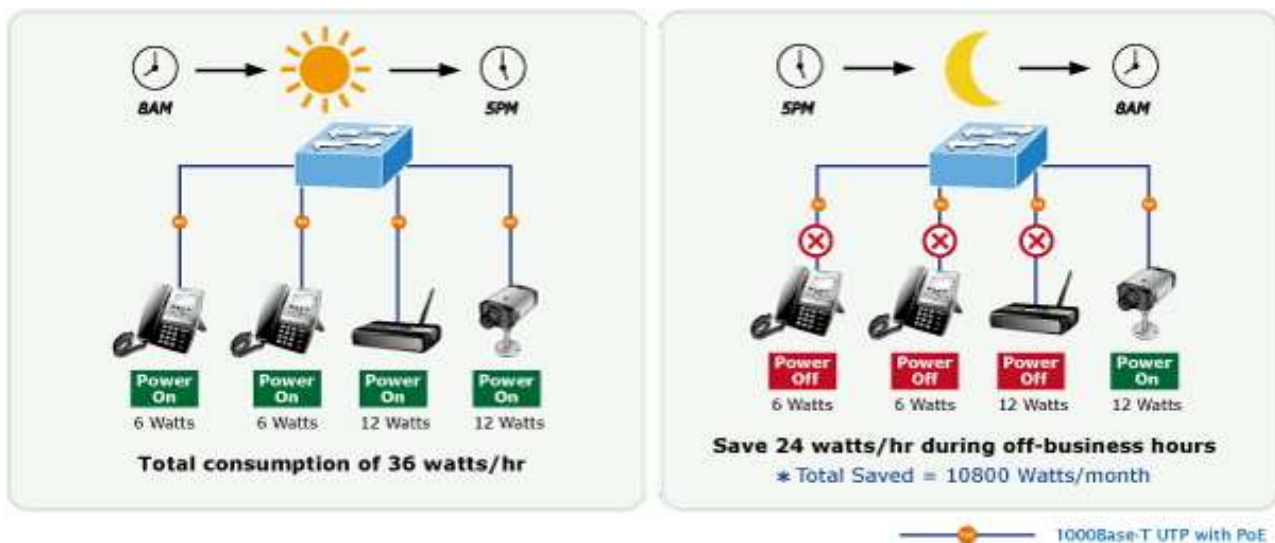 8AM
5PM
Power
On
6 Watts
Power
On
6 Watts
Power
On
12 Watts
Power
On
12 Watts
Total consumption of 36 watts/hr
5PM
8AM
Power
Off
6 Watts
Power
Off
6 Watts
Power
Off
12 Watts
Power
On
12 Watts
Save 24 watts/hr during off-business hours
* Total Saved = 10800 Watts/month
1000Base-T UTP with PoE